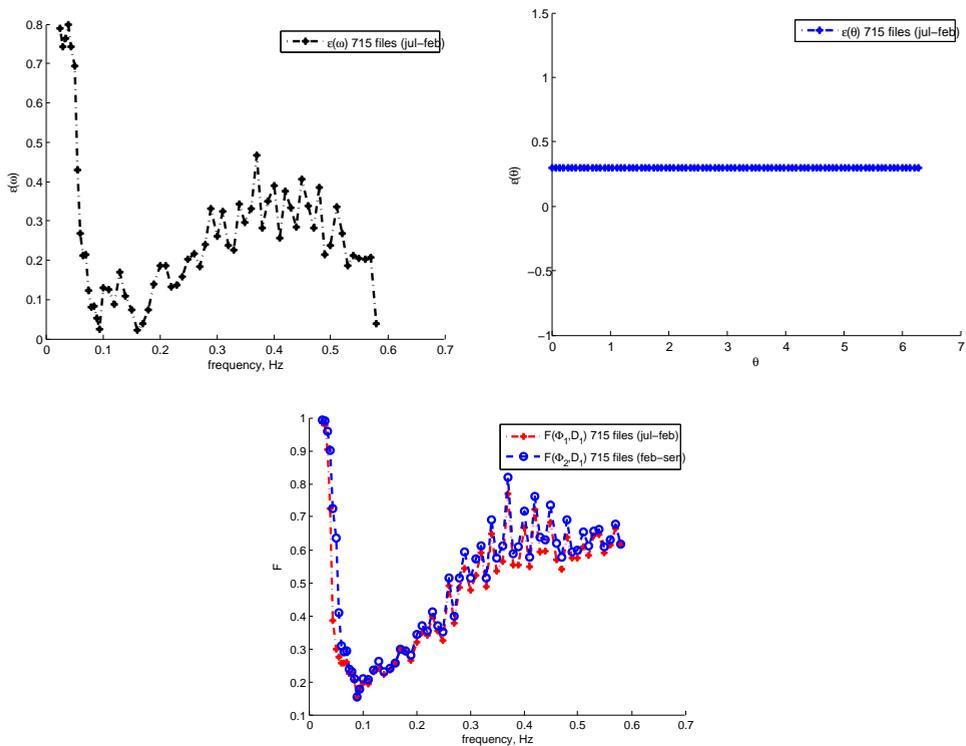 0.8
0.7
0.6
0.5
0.4
0.3
0.2
0.1
0
ε(ω)
ε(ω) 715 files (jul−feb)
0 0.1 0.2 0.3 0.4 0.5 0.6 0.7
frequency, Hz
1.5
1
0.5
0
−0.5
−1
ε(θ)
ε(θ) 715 files (jul−feb)
0 1 2 3 4 5 6 7
θ
1
0.9
0.8
0.7
0.6
0.5
0.4
0.3
0.2
0.1
F
F(Φ₁,D₁) 715 files (jul−feb)
F(Φ₂,D₁) 715 files (feb−sen)
0 0.1 0.2 0.3 0.4 0.5 0.6 0.7
frequency, Hz